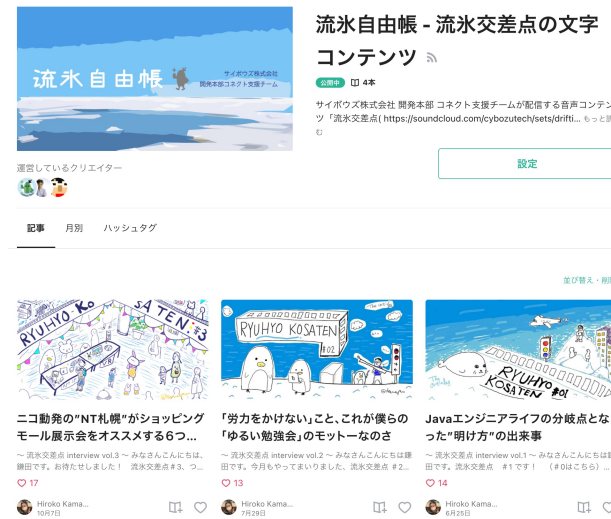 流氷自由帳
サイボウズ株式会社
開発本部コネクト支援チーム
流氷自由帳 - 流氷交差点の文字
コンテンツ
公開中 4本
サイボウズ株式会社 開発本部 コネクト支援チームが配信する音声コンテン
ツ「流氷交差点( https://soundcloud.com/cybozutech/sets/drifti... もっと読
む
設定
運営しているクリエイター
記事 月別 ハッシュタグ
並び替え・削除
RYUHYO KOSATEN #3
RYUHYO KOSATEN
#02
RYUHYO #01
KOSATEN
ニコ動発の”NT札幌”がショッピング
モール展示会をオススメする6つ...
〜 流氷交差点 interview vol.3 〜 みなさんこんにちは、
鎌田です。お待たせしました！ 流氷交差点＃3、つ...
17
Hiroko Kama...
10月7日
「労力をかけない」こと、これが僕らの
「ゆるい勉強会」のモットーなのさ
〜 流氷交差点 interview vol.2 〜 みなさんこんにちは鎌
田です。今月もやってまいりました、流氷交差点 ＃2...
13
Hiroko Kama...
7月29日
Javaエンジニアライフの分岐点とな
った”明け方”の出来事
〜 流氷交差点 interview vol.1 〜 みなさんこんにちは鎌
田です。流氷交差点 ＃1です！ （＃0はこちら）...
14
Hiroko Kama...
6月25日